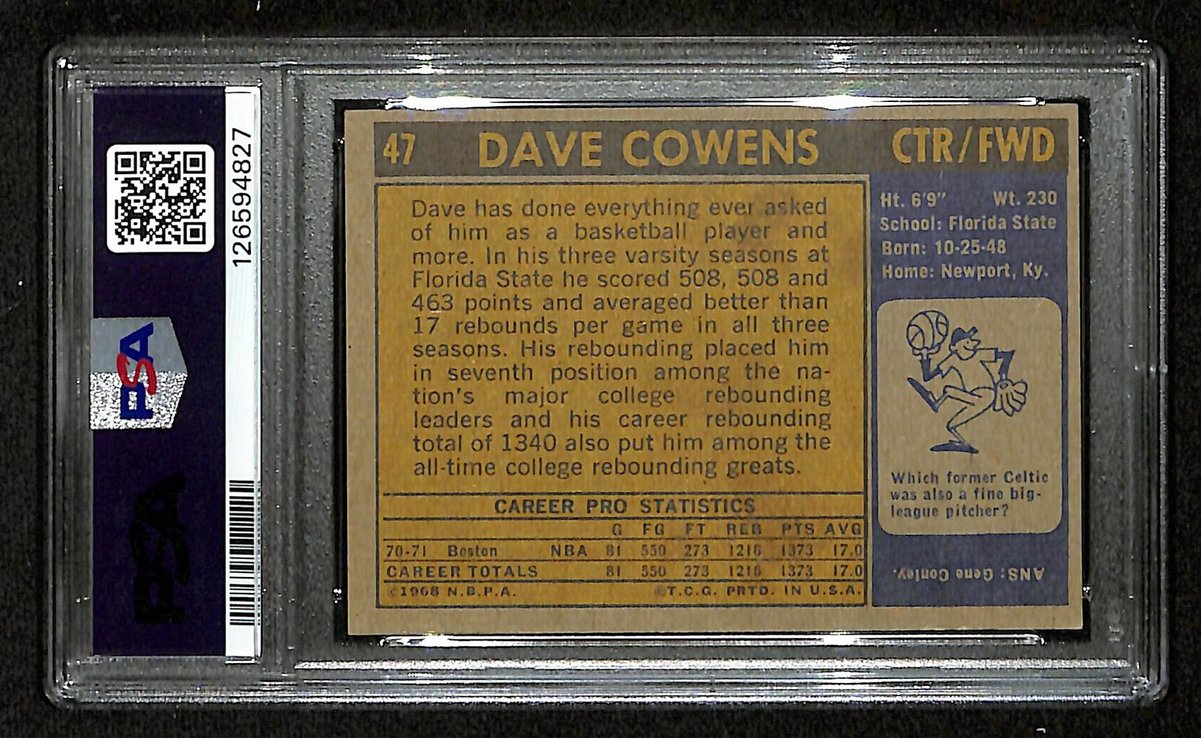 PSA
126594827
PSA
47 DAVE COWENS CTR/FWD
Dave has done everything ever asked
of him as a basketball player and
more. In his three varsity seasons at
Florida State he scored 508, 508 and
463 points and averaged better than
17 rebounds per game in all three
seasons. His rebounding placed him
in seventh position among the na-
tion's major college rebounding
leaders and his career rebounding
total of 1340 also put him among the
all-time college rebounding greats.
CAREER PRO STATISTICS
G FG FT REB PTS AVG
70-71 Boston NBA 81 550 273 1216 1373 17.0
CAREER TOTALS 81 550 273 1216 1373 17.0
©1968 N.B.P.A. ©T.C.G. PRTD. IN U.S.A.
Ht. 6'9" Wt. 230
School: Florida State
Born: 10-25-48
Home: Newport, Ky.
Which former Celtic
was also a fine big-
league pitcher?
ANS: Gene Conley.